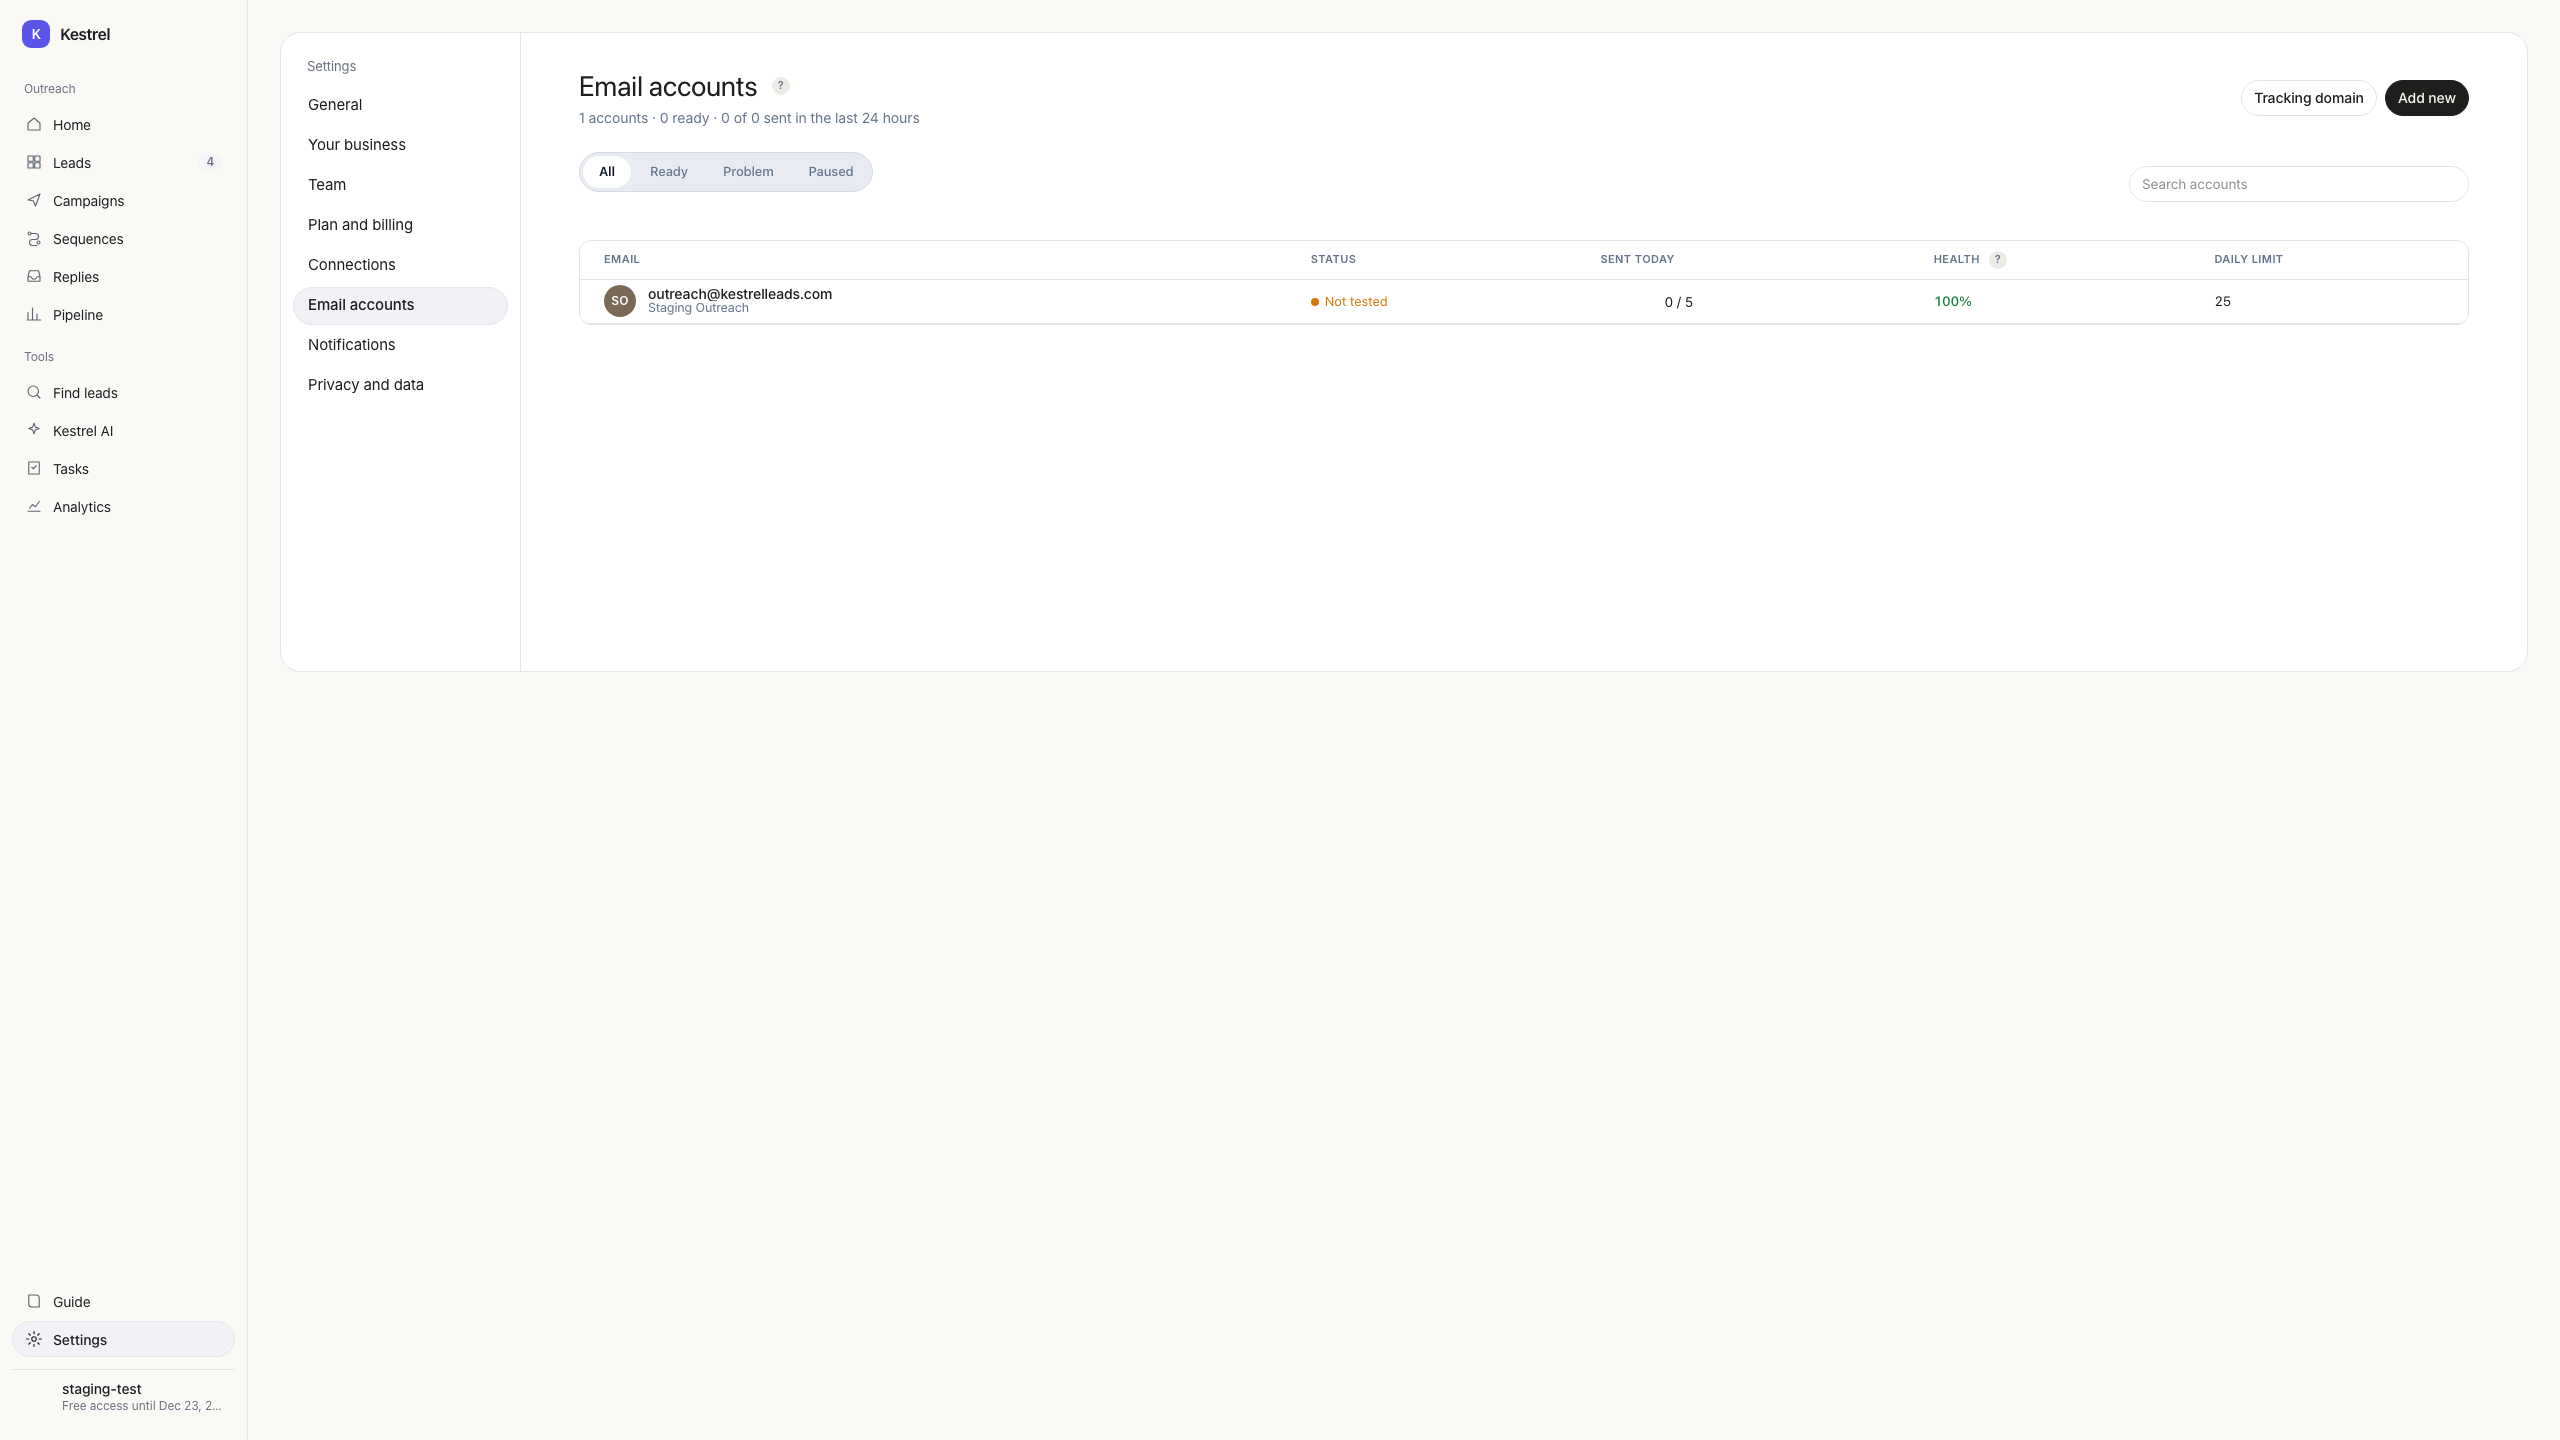 K Kestrel
Outreach
Home
Leads 4
Campaigns
Sequences
Replies
Pipeline
Tools
Find leads
Kestrel AI
Tasks
Analytics
Guide
Settings
staging-test
Free access until Dec 23, 2...
Settings
General
Your business
Team
Plan and billing
Connections
Email accounts
Notifications
Privacy and data
Email accounts ?
1 accounts · 0 ready · 0 of 0 sent in the last 24 hours
Tracking domain Add new
All Ready Problem Paused
Search accounts
EMAIL STATUS SENT TODAY HEALTH ? DAILY LIMIT
SO outreach@kestrelleads.com Not tested 0 / 5 100% 25
Staging Outreach